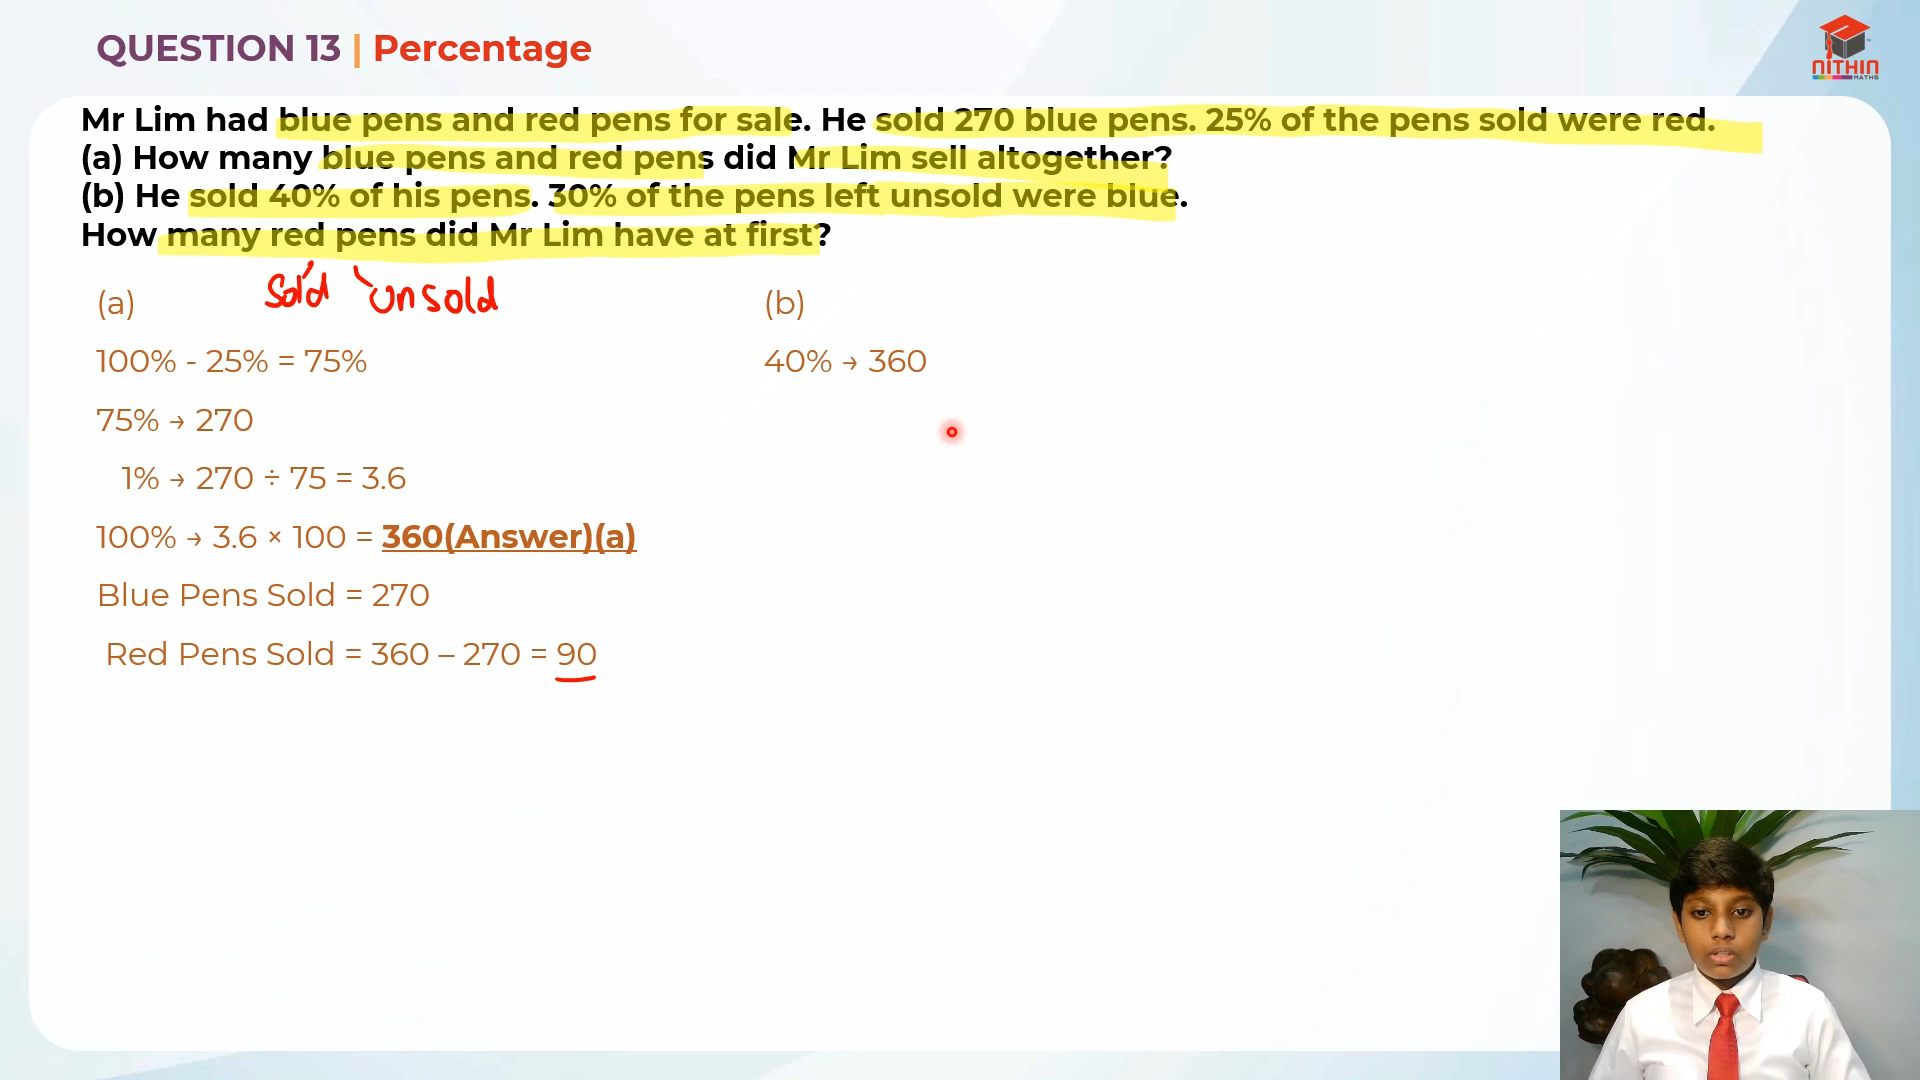 QUESTION 13 | Percentage
NITHIN
MATHS
Mr Lim had blue pens and red pens for sale. He sold 270 blue pens. 25% of the pens sold were red.
(a) How many blue pens and red pens did Mr Lim sell altogether?
(b) He sold 40% of his pens. 30% of the pens left unsold were blue.
How many red pens did Mr Lim have at first?
sold unsold
(a)
100% - 25% = 75%
75% → 270
1% → 270 ÷ 75 = 3.6
100% → 3.6 × 100 = 360(Answer)(a)
Blue Pens Sold = 270
Red Pens Sold = 360 – 270 = 90
(b)
40% → 360